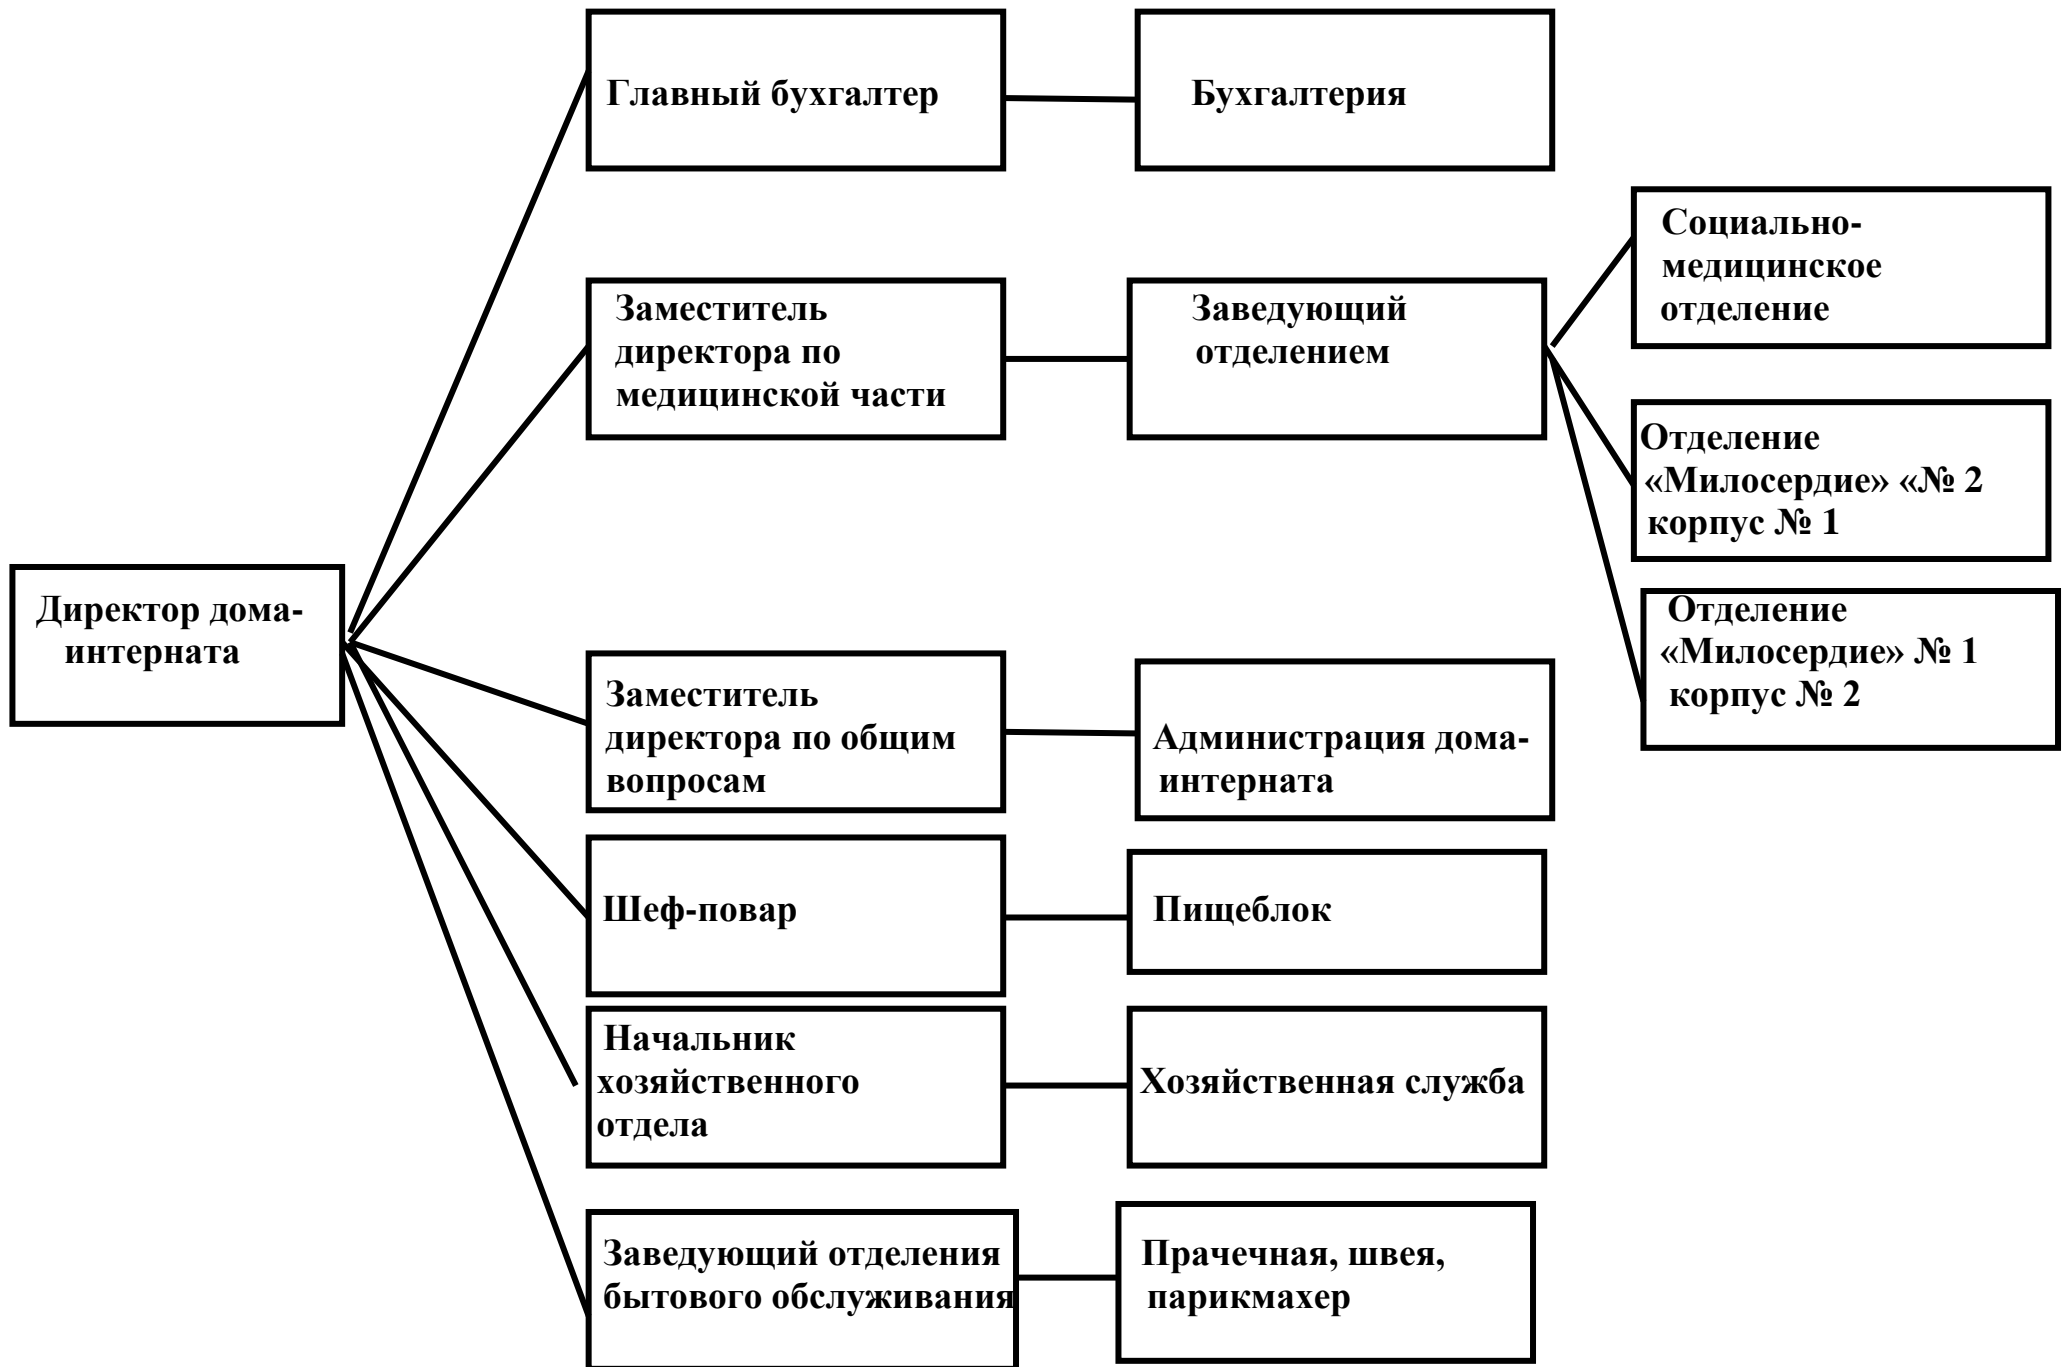 Главный бухгалтер
Бухгалтерия
Социально-
медицинское
отделение
Заместитель
директора по
медицинской части
Заведующий
отделением
Отделение
«Милосердие» «№ 2
корпус № 1
Директор дома-
интерната
Отделение
«Милосердие» № 1
корпус № 2
Заместитель
директора по общим
вопросам
Администрация дома-
интерната
Шеф-повар
Пищеблок
Начальник
хозяйственного
отдела
Хозяйственная служба
Заведующий отделения
бытового обслуживания
Прачечная, швея,
парикмахер